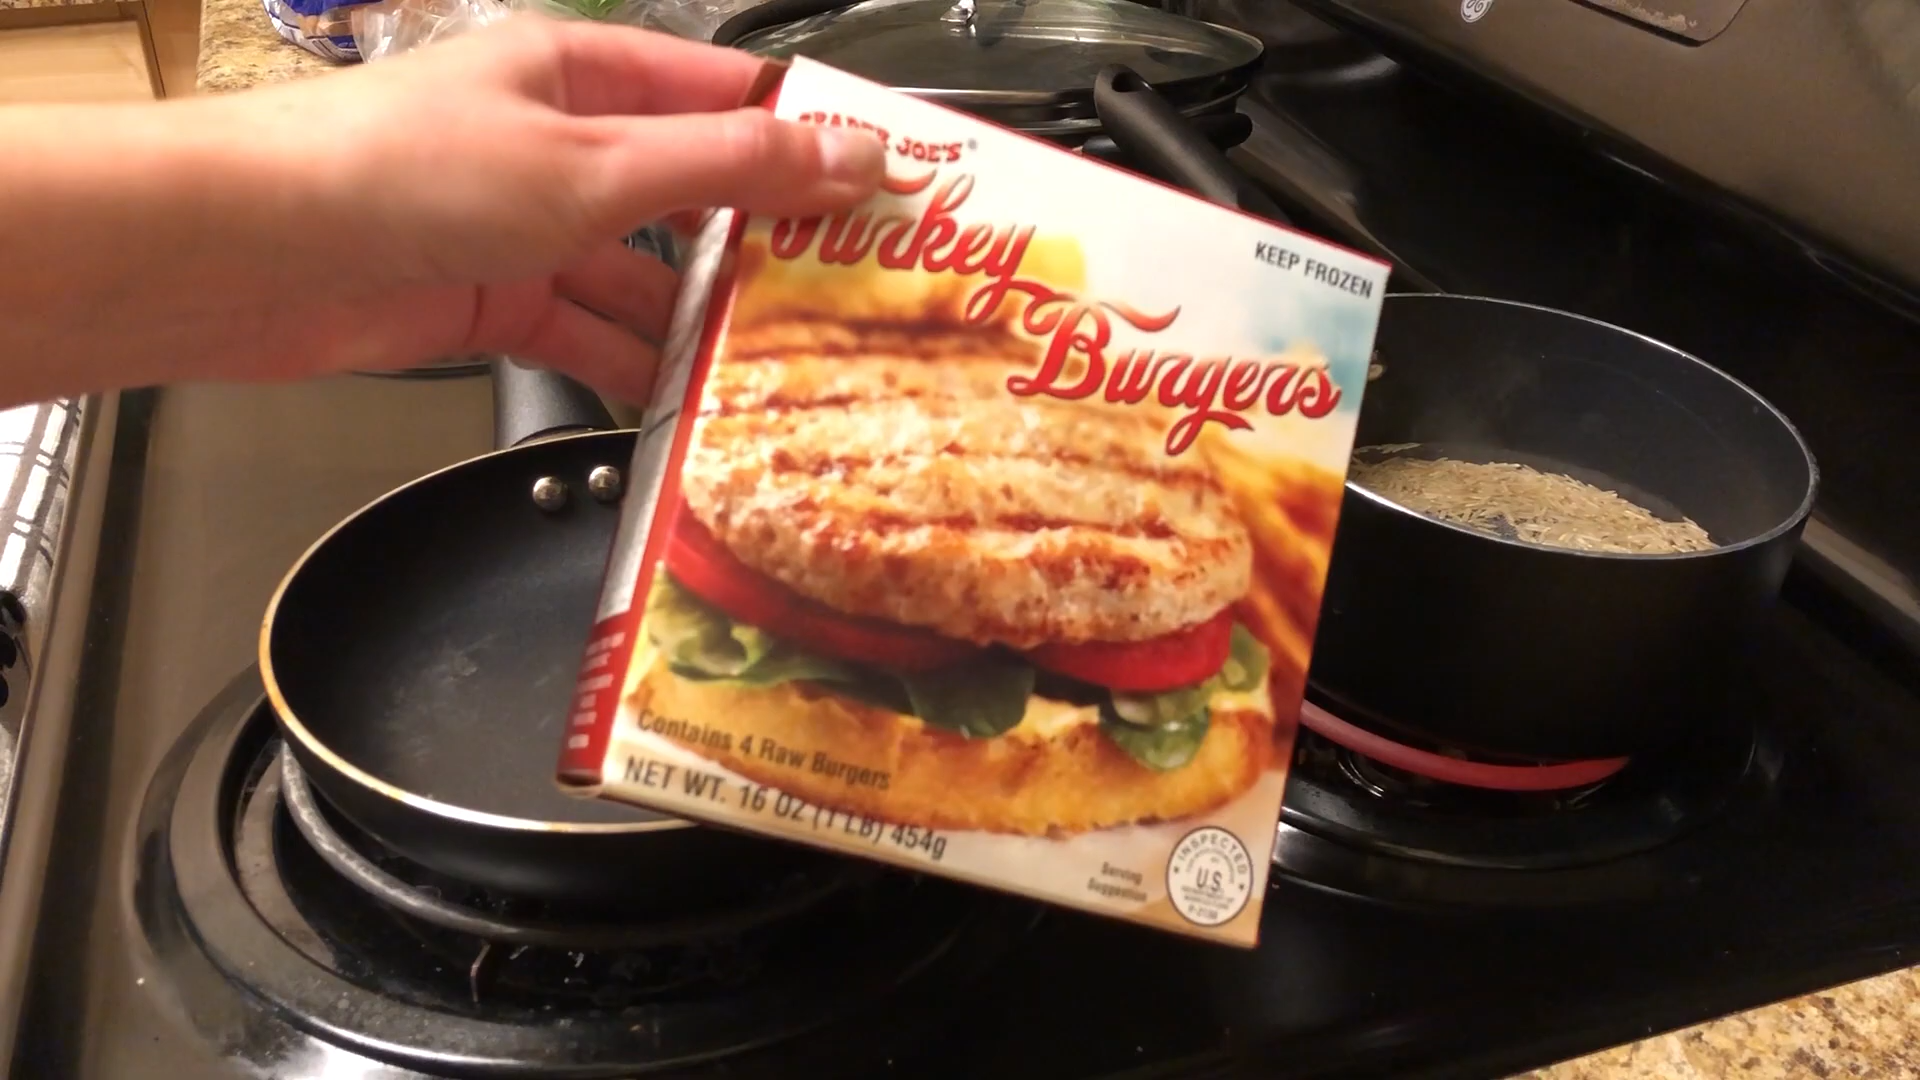 TRADER JOE'S®
Turkey
Burgers
KEEP FROZEN
Contains 4 Raw Burgers
NET WT. 16 OZ (1 LB) 454g
Serving
Suggestion
INSPECTED
U.S.